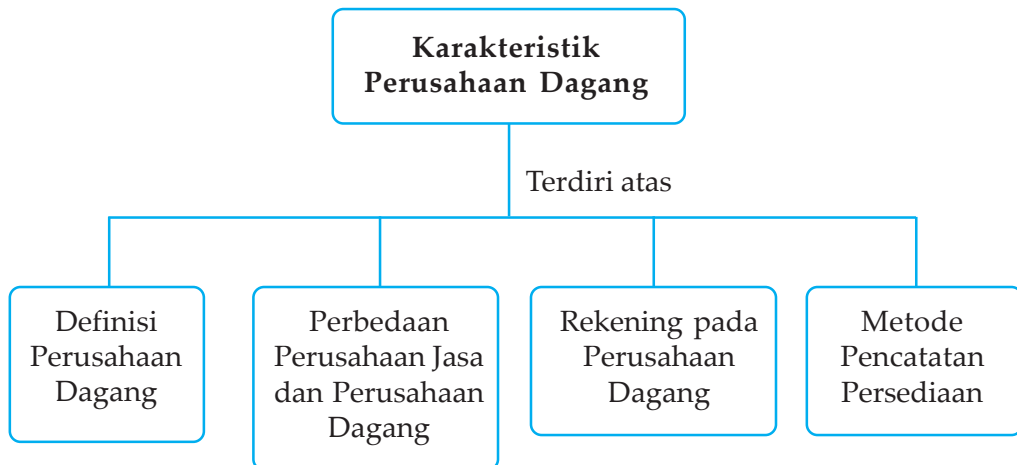 Karakteristik
Perusahaan Dagang
Terdiri atas
Definisi
Perusahaan
Dagang
Perbedaan
Perusahaan Jasa
dan Perusahaan
Dagang
Rekening pada
Perusahaan
Dagang
Metode
Pencatatan
Persediaan